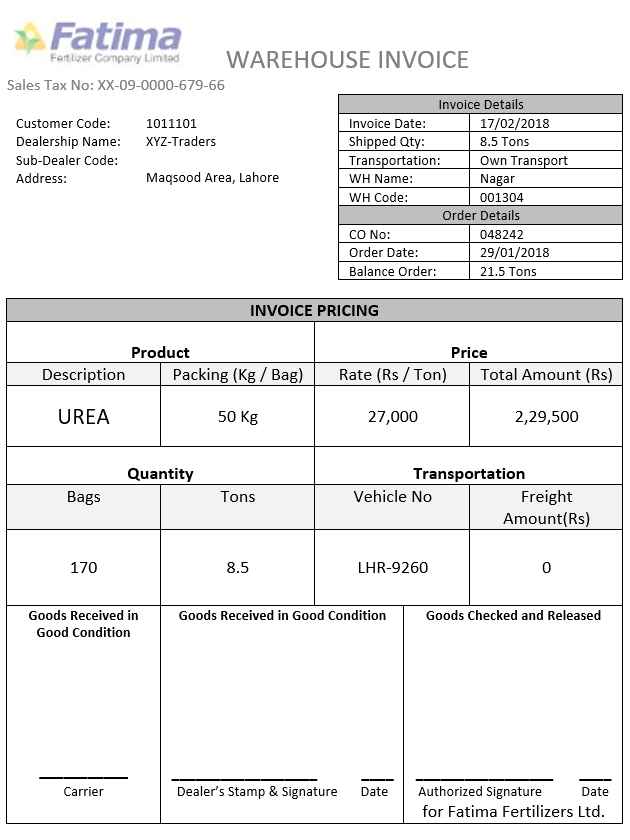 Fatima
Fertilizer Company Limited
WAREHOUSE INVOICE
Sales Tax No: XX-09-0000-679-66
Customer Code: 1011101
Dealership Name: XYZ-Traders
Sub-Dealer Code:
Address: Maqsood Area, Lahore
Invoice Details
Invoice Date: 17/02/2018
Shipped Qty: 8.5 Tons
Transportation: Own Transport
WH Name: Nagar
WH Code: 001304
Order Details
CO No: 048242
Order Date: 29/01/2018
Balance Order: 21.5 Tons
INVOICE PRICING
Product Price
Description Packing (Kg / Bag) Rate (Rs / Ton) Total Amount (Rs)
UREA 50 Kg 27,000 2,29,500
Quantity Transportation
Bags Tons Vehicle No Freight
Amount(Rs)
170 8.5 LHR-9260 0
Goods Received in Goods Received in Good Condition Goods Checked and Released
Good Condition
Carrier Dealer's Stamp & Signature Date Authorized Signature Date
for Fatima Fertilizers Ltd.